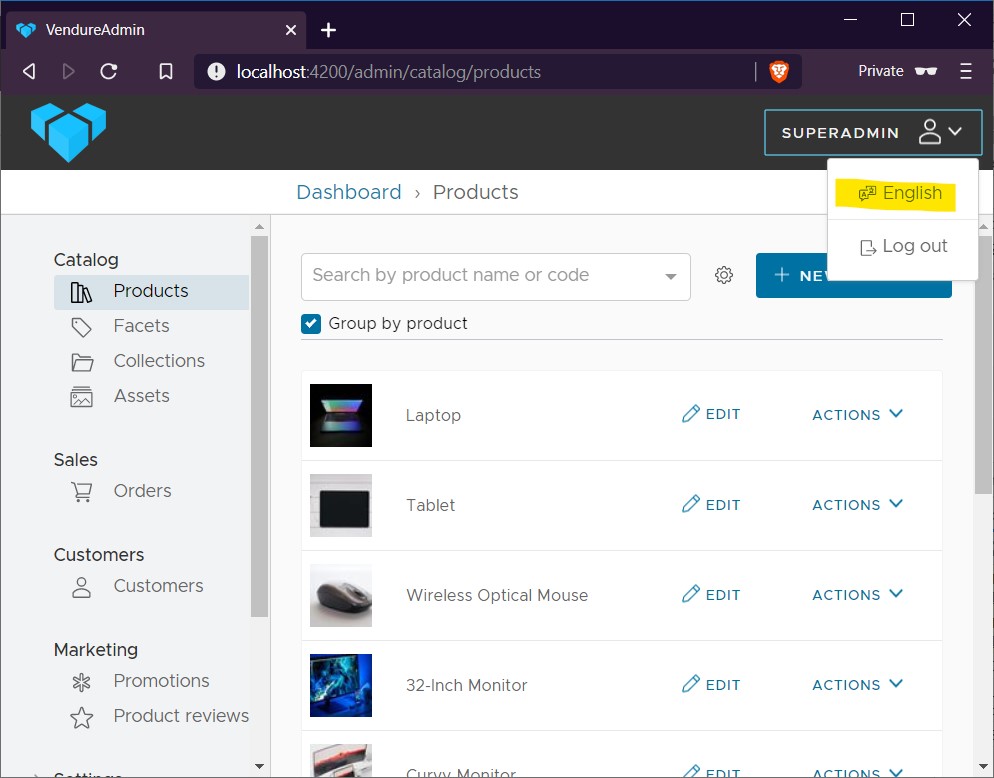 VendureAdmin
localhost:4200/admin/catalog/products
Private
SUPERADMIN
English
Log out
Dashboard › Products
Catalog
Products
Facets
Collections
Assets
Sales
Orders
Customers
Customers
Marketing
Promotions
Product reviews
Search by product name or code
Group by product
Laptop EDIT ACTIONS
Tablet EDIT ACTIONS
Wireless Optical Mouse EDIT ACTIONS
32-Inch Monitor EDIT ACTIONS
Curvy Monitor EDIT ACTIONS